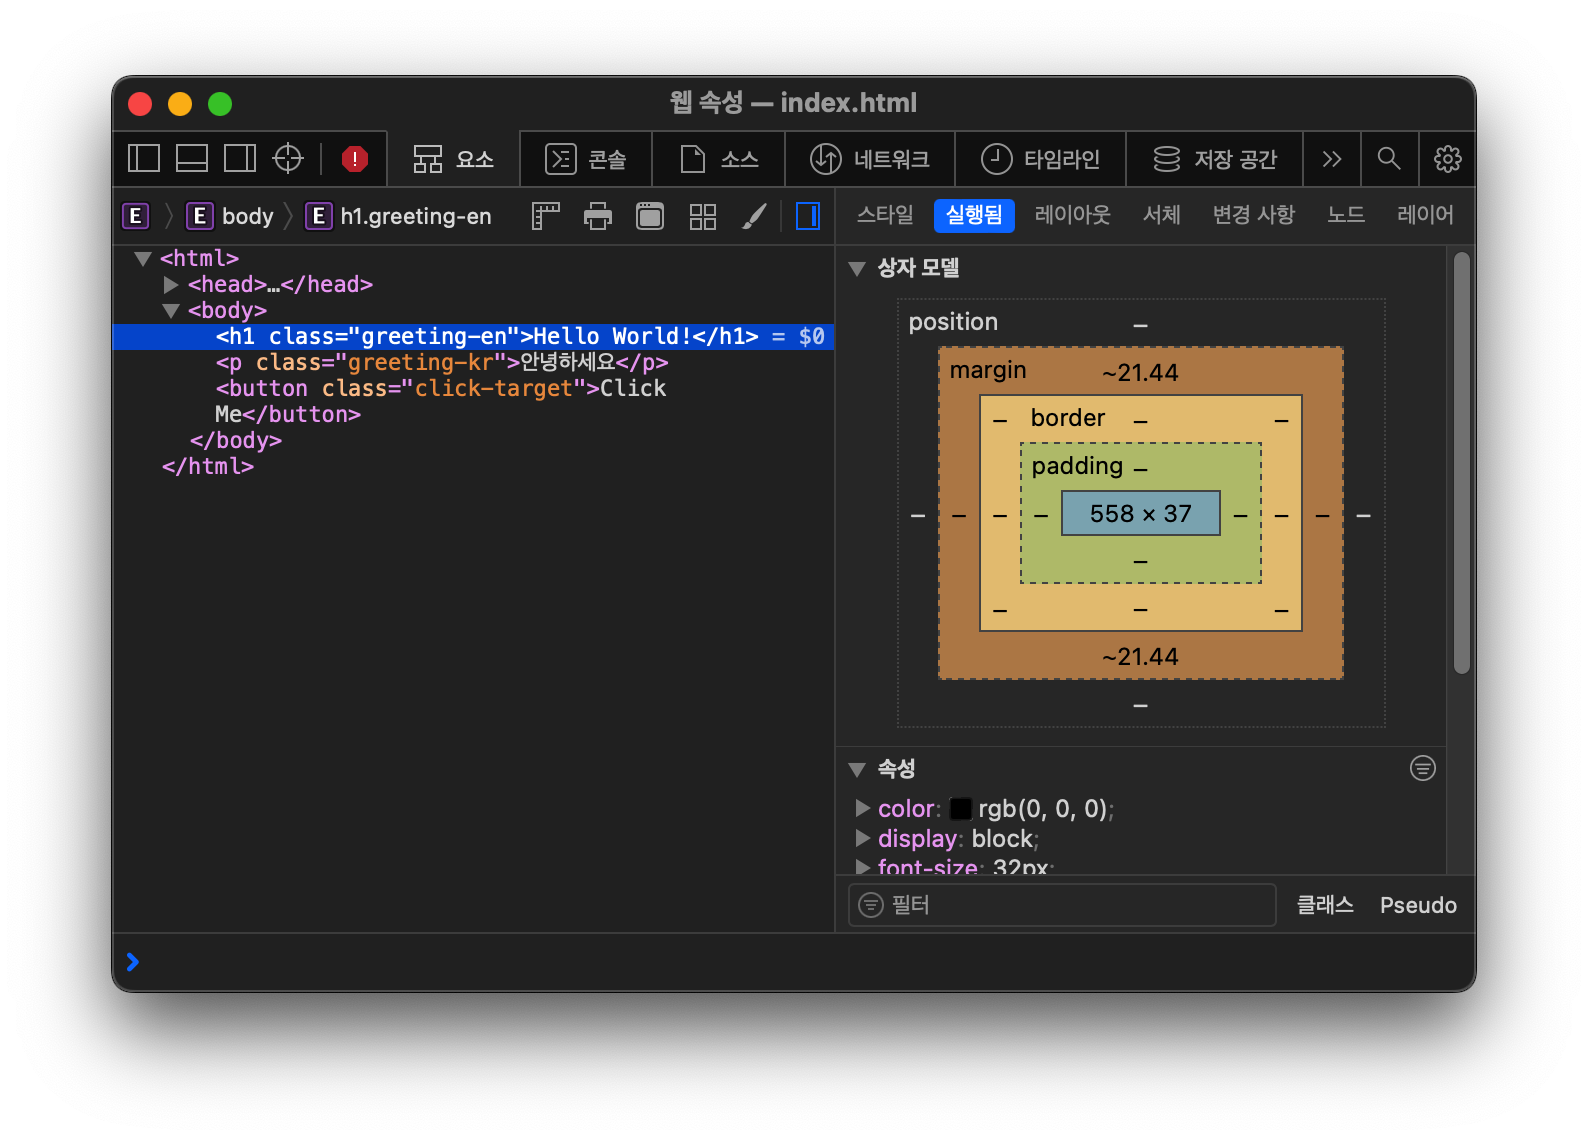 웹 속성 — index.html
요소 콘솔 소스 네트워크 타임라인 저장 공간
E E body E h1.greeting-en
스타일 실행됨 레이아웃 서체 변경 사항 노드 레이어
<html>
<head>…</head>
<body>
<h1 class="greeting-en">Hello World!</h1> = $0
<p class="greeting-kr">안녕하세요</p>
<button class="click-target">Click
Me</button>
</body>
</html>
상자 모델
position –
margin ~21.44
– border – –
padding –
– – – – 558 × 37 – – – –
–
– – –
~21.44
–
속성
color: rgb(0, 0, 0);
display: block;
font-size: 32px;
필터 클래스 Pseudo